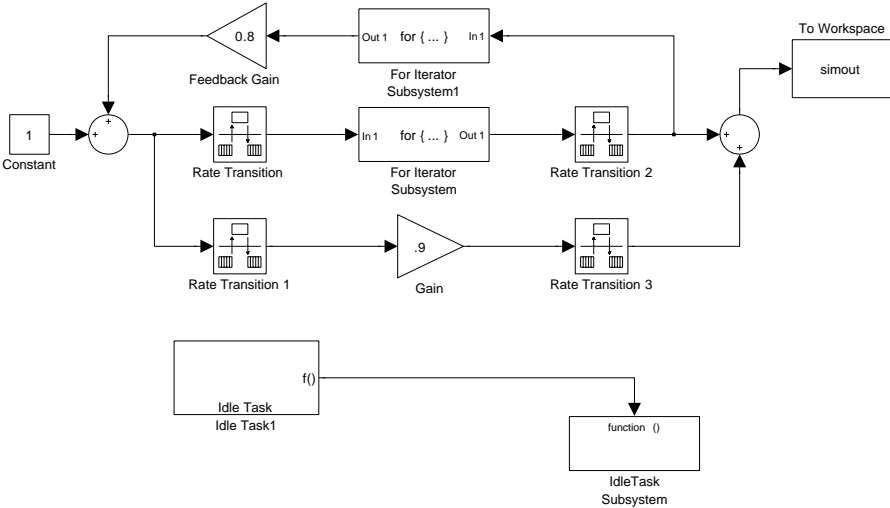 To Workspace
0.8
Out 1 for { ... } In 1
simout
Feedback Gain
For Iterator
Subsystem1
1
+
+
In 1 for { ... } Out 1
+
+
Constant
Rate Transition
For Iterator
Subsystem
Rate Transition 2
.9
Rate Transition 1
Gain
Rate Transition 3
f()
Idle Task
Idle Task1
function ()
IdleTask
Subsystem